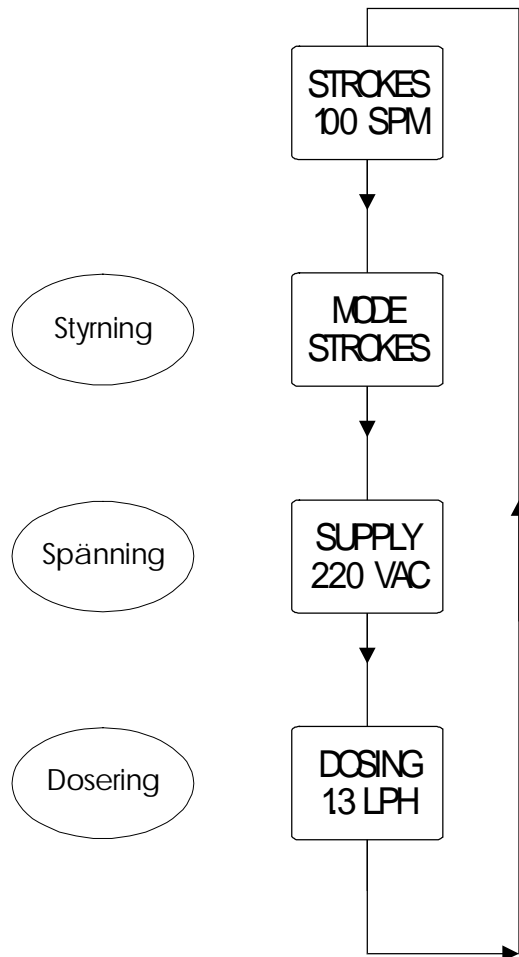 STROKES
100 SPM
Styrning
MODE
STROKES
Spänning
SUPPLY
220 VAC
Dosering
DOSING
1.3 LPH